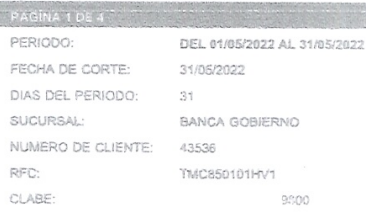 PAGINA 1 DE 4
PERIODO: DEL 01/05/2022 AL 31/05/2022
FECHA DE CORTE: 31/05/2022
DIAS DEL PERIODO: 31
SUCURSAL: BANCA GOBIERNO
NUMERO DE CLIENTE: 43536
RFC: TMC850101HV1
CLABE: 9800